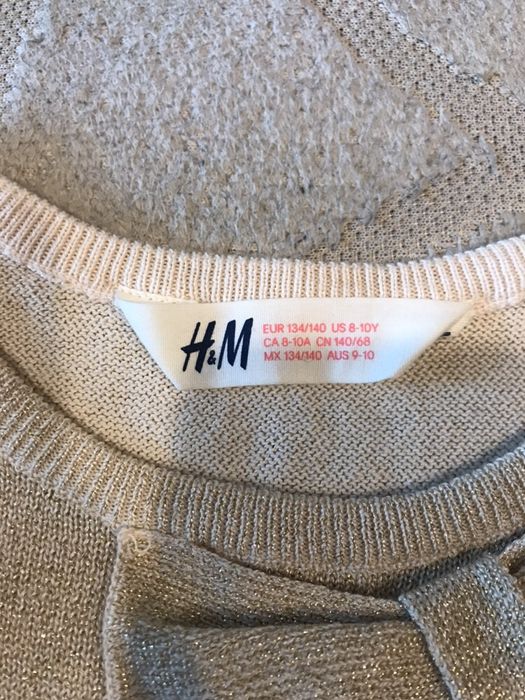 H&M
EUR 134/140 US 8-10Y
CA 8-10A CN 140/68
MX 134/140 AUS 9-10